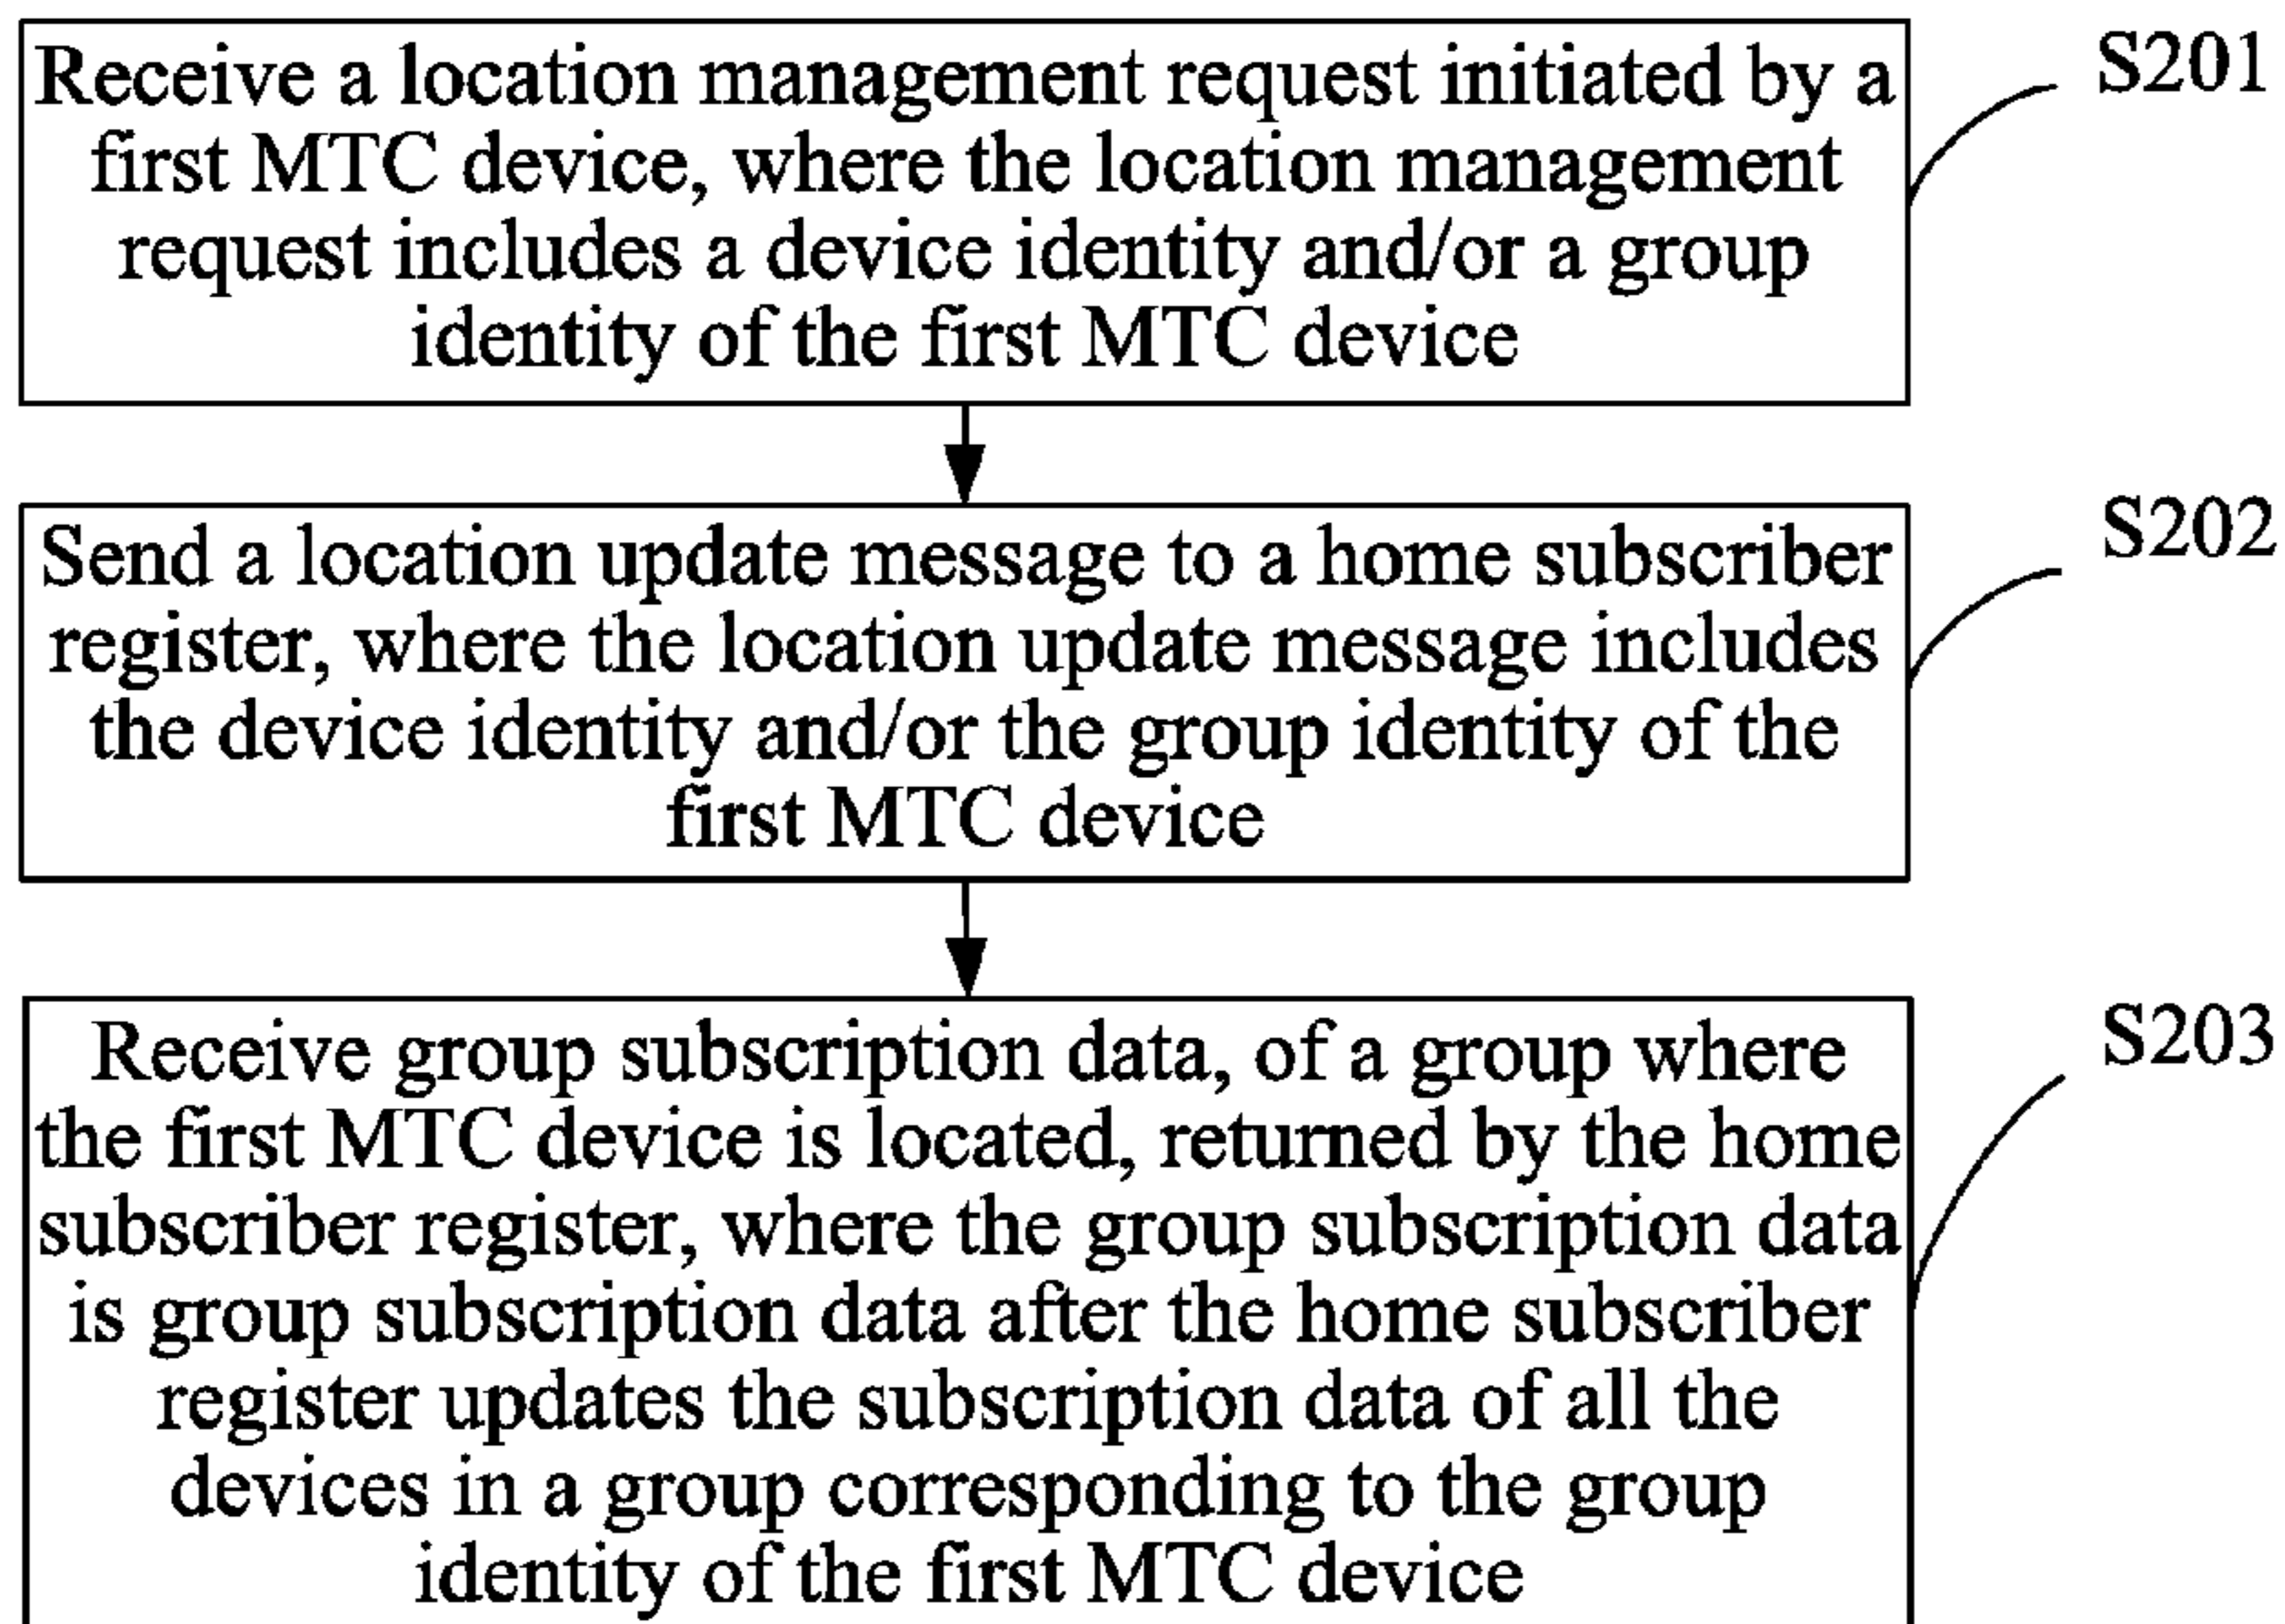 Receive a location management request initiated by a
first MTC device, where the location management
request includes a device identity and/or a group
identity of the first MTC device
S201
Send a location update message to a home subscriber
register, where the location update message includes
the device identity and/or the group identity of the
first MTC device
S202
Receive group subscription data, of a group where
the first MTC device is located, returned by the home
subscriber register, where the group subscription data
is group subscription data after the home subscriber
register updates the subscription data of all the
devices in a group corresponding to the group
identity of the first MTC device
S203